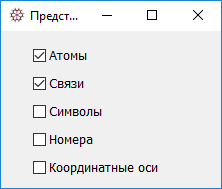 Предст...
Атомы
Связи
Символы
Номера
Координатные оси